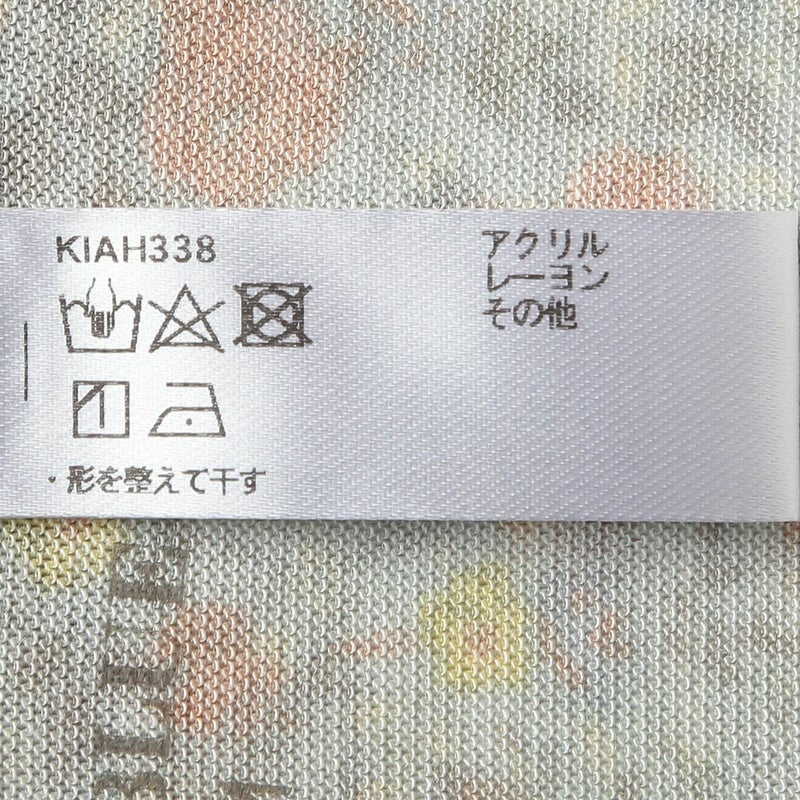 KIAH338
アクリル
レーヨン
その他
・形を整えて干す